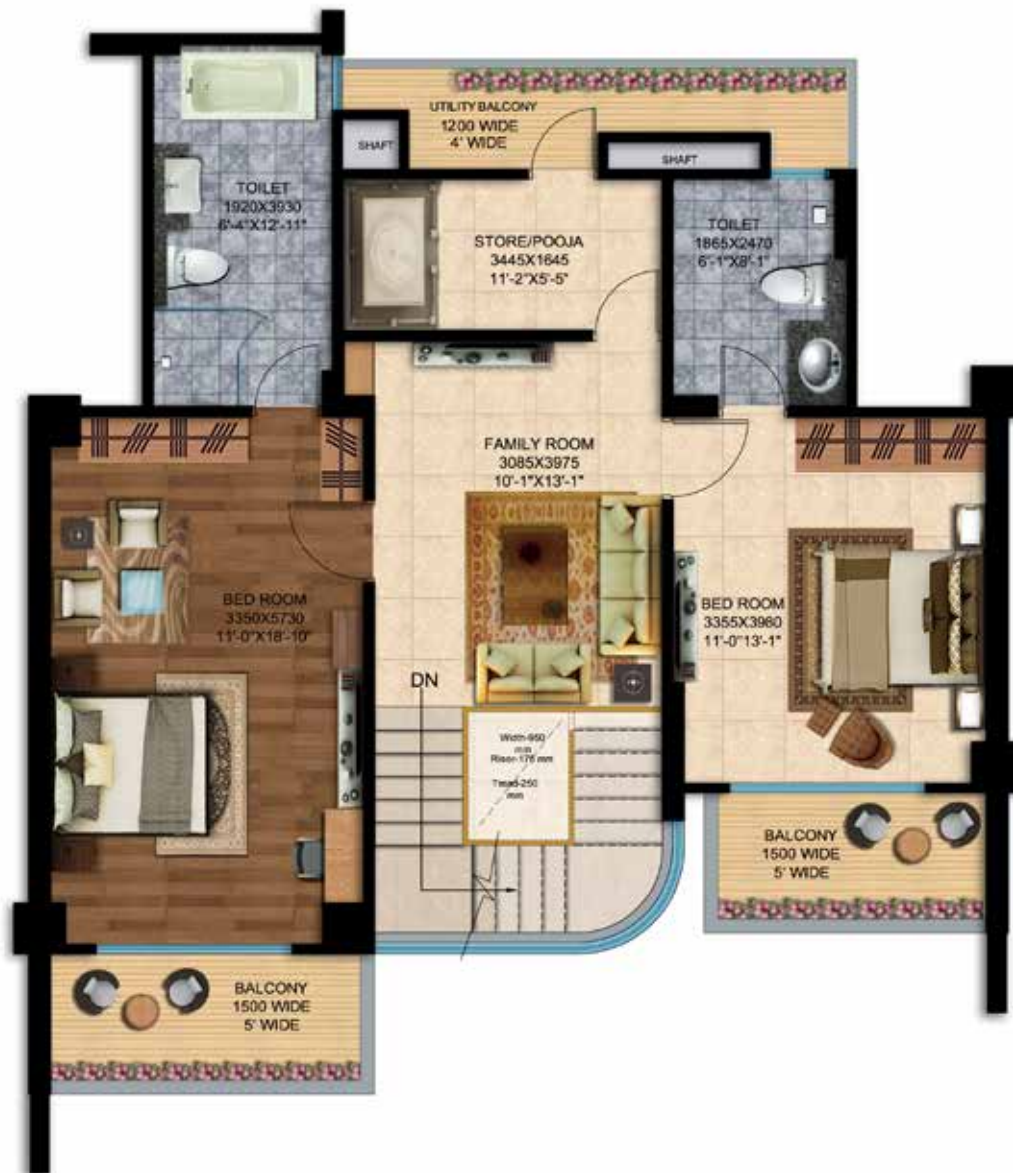 UTILITY BALCONY
1200 WIDE
4' WIDE
SHAFT
SHAFT
TOILET
1920X3930
6'-4"X12'-11"
STORE/POOJA
3445X1645
11'-2"X5'-5"
TOILET
1865X2470
6'-1"X8'-1"
FAMILY ROOM
3085X3975
10'-1"X13'-1"
BED ROOM
3350X5730
11'-0"X18'-10"
BED ROOM
3355X3980
11'-0"13'-1"
DN
Width-950
mm
Riser-176 mm
Tread-250
mm
BALCONY
1500 WIDE
5' WIDE
BALCONY
1500 WIDE
5' WIDE